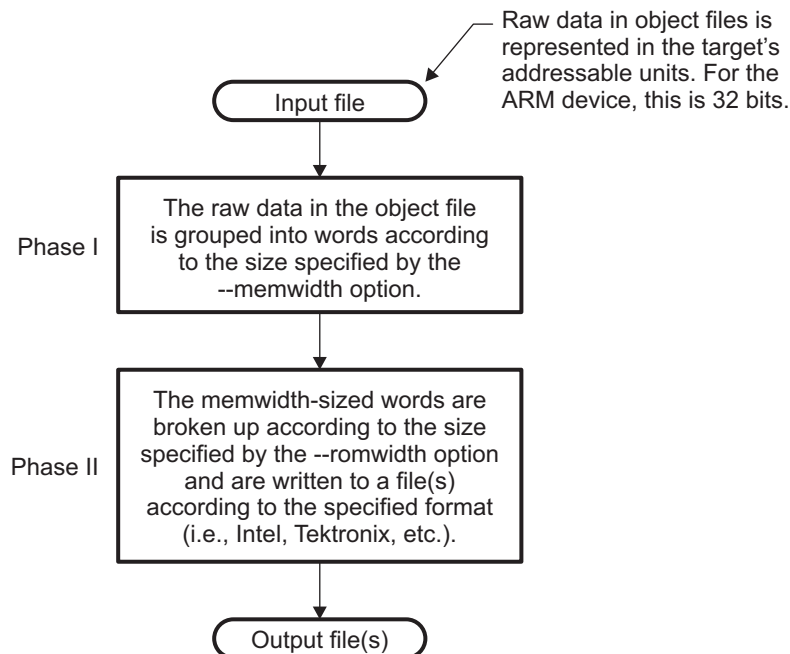 Raw data in object files is
represented in the target's
addressable units. For the
ARM device, this is 32 bits.
Input file
Phase I
The raw data in the object file
is grouped into words according
to the size specified by the
--memwidth option.
Phase II
The memwidth-sized words are
broken up according to the size
specified by the --romwidth option
and are written to a file(s)
according to the specified format
(i.e., Intel, Tektronix, etc.).
Output file(s)